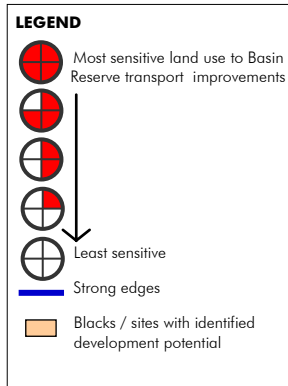 LEGEND
Most sensitive land use to Basin
Reserve transport improvements
Least sensitive
Strong edges
Blacks / sites with identified
development potential